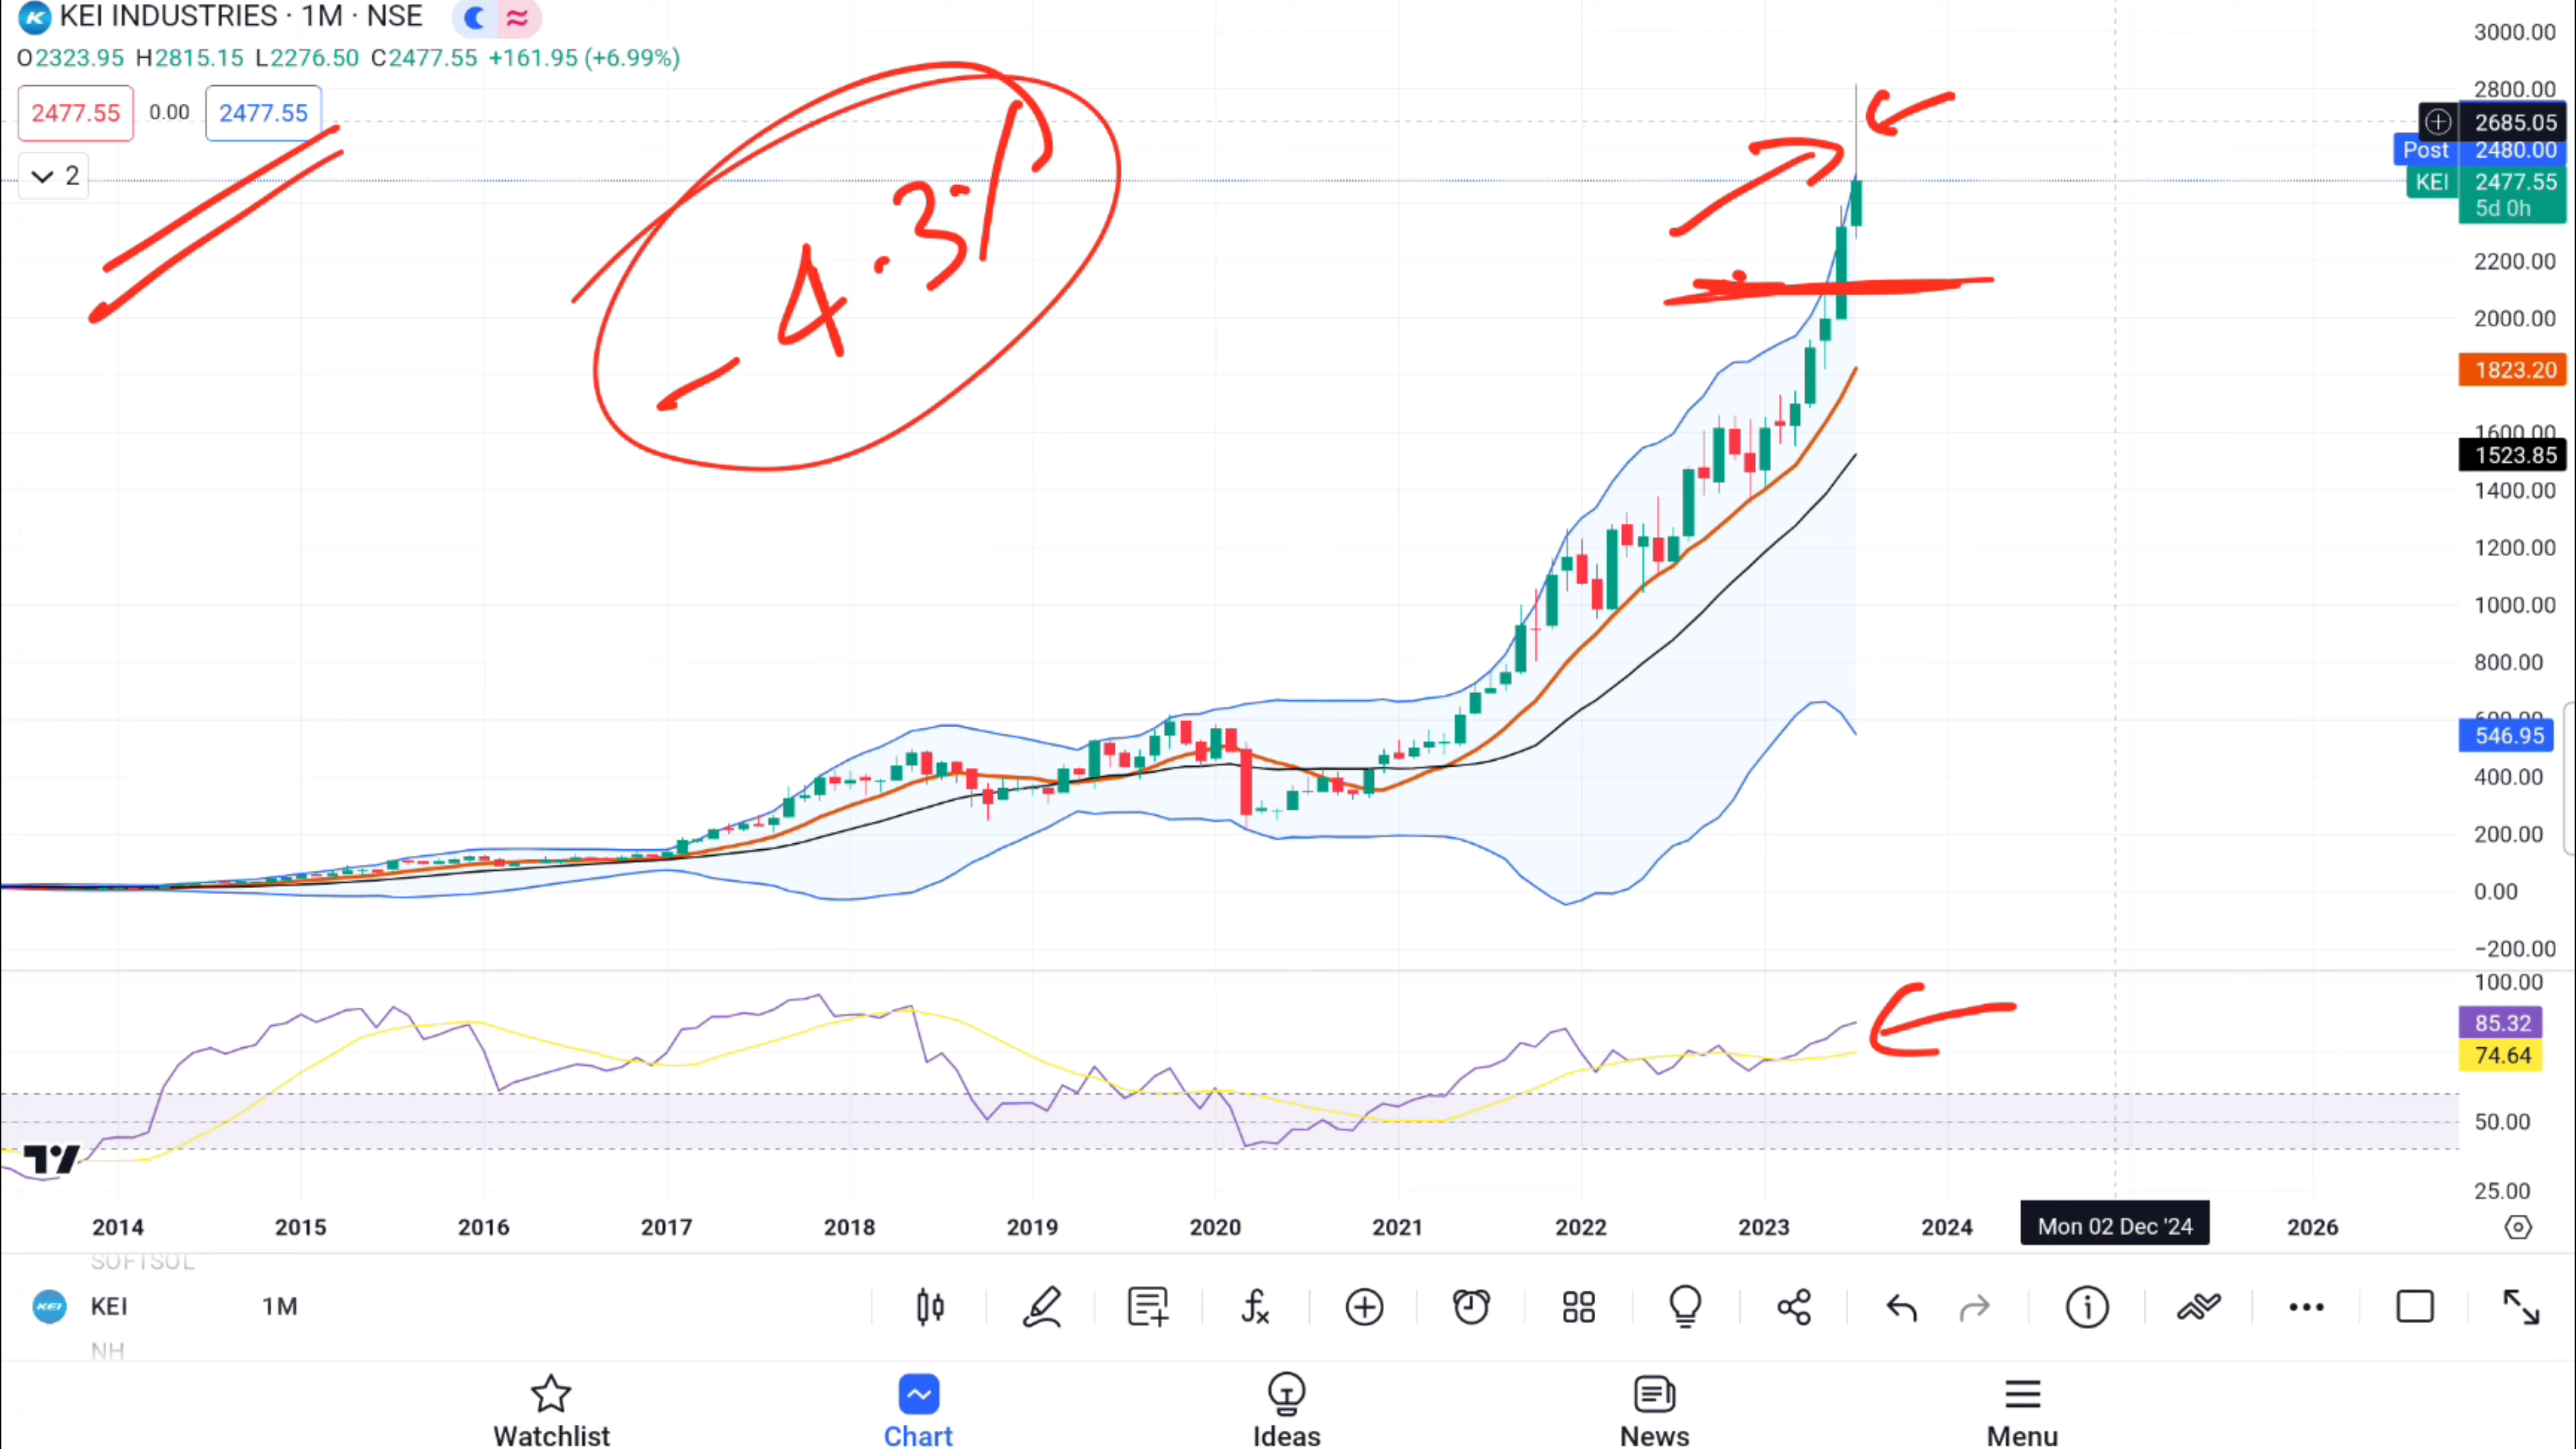 KEI INDUSTRIES · 1M · NSE
O2323.95 H2815.15 L2276.50 C2477.55 +161.95 (+6.99%)
2477.55 0.00 2477.55
2
- 4.3%
3000.00
2800.00
2685.05
Post 2480.00
KEI 2477.55
5d 0h
2200.00
2000.00
1823.20
1600.00
1523.85
1400.00
1200.00
1000.00
800.00
600.00
546.95
400.00
200.00
0.00
−200.00
100.00
85.32
74.64
50.00
25.00
2014 2015 2016 2017 2018 2019 2020 2021 2022 2023 2024 Mon 02 Dec '24 2026
SOFTSOL
KEI KEI 1M
NH
Watchlist Chart Ideas News Menu